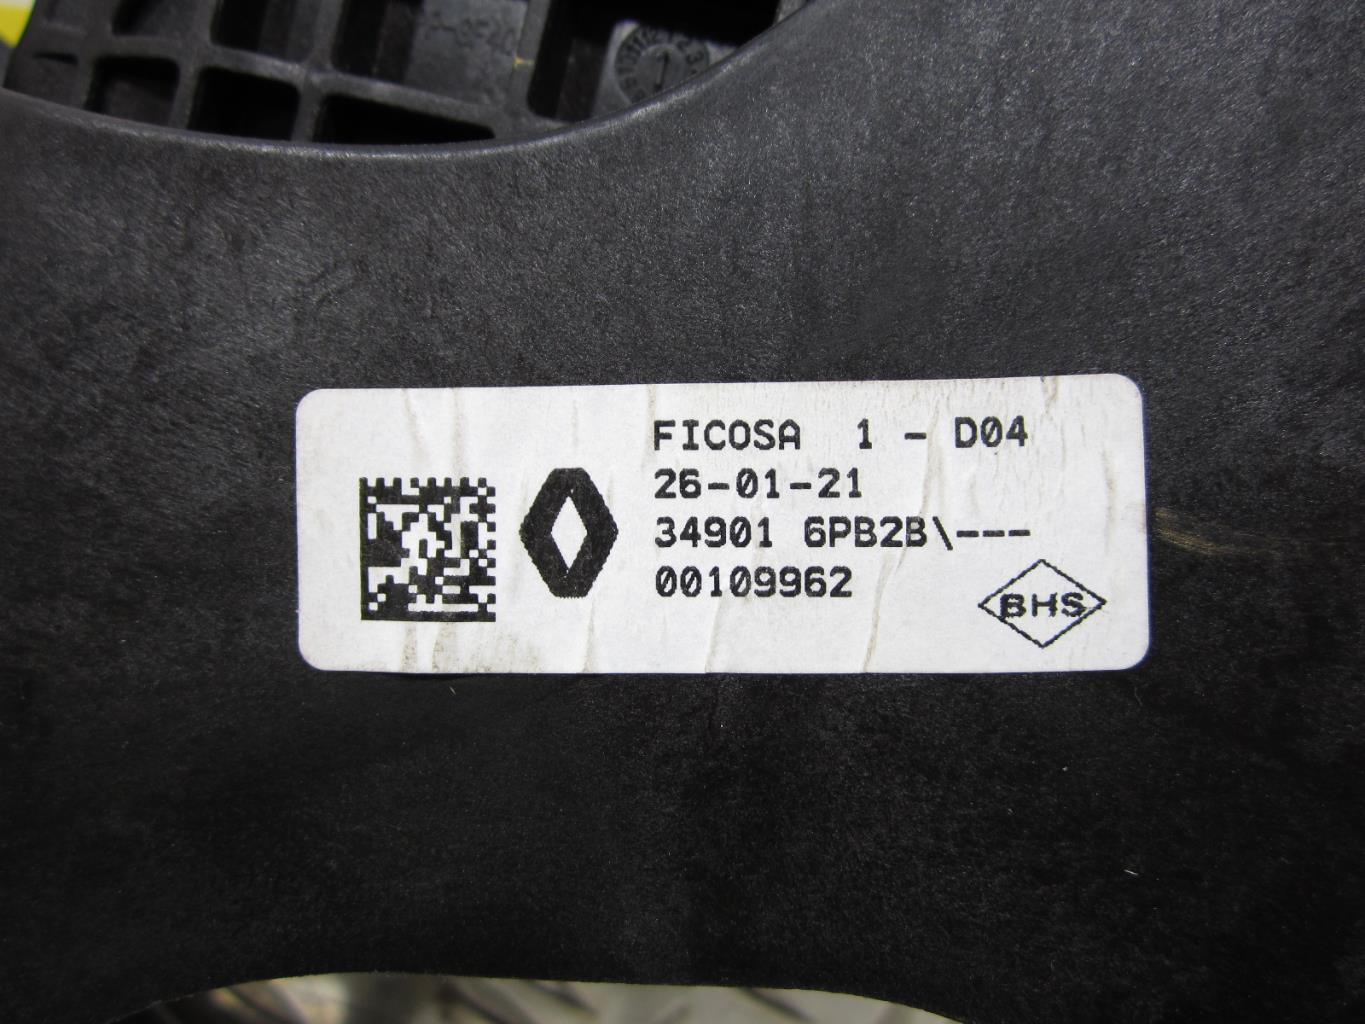 FICOSA 1 - D04
26-01-21
34901 6PB2B\---
00109962
BHS